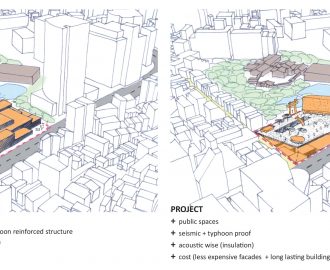 oon reinforced structure
PROJECT
+ public spaces
+ seismic + typhoon proof
+ acoustic wise (insulation)
+ cost (less expensive facades + long lasting building